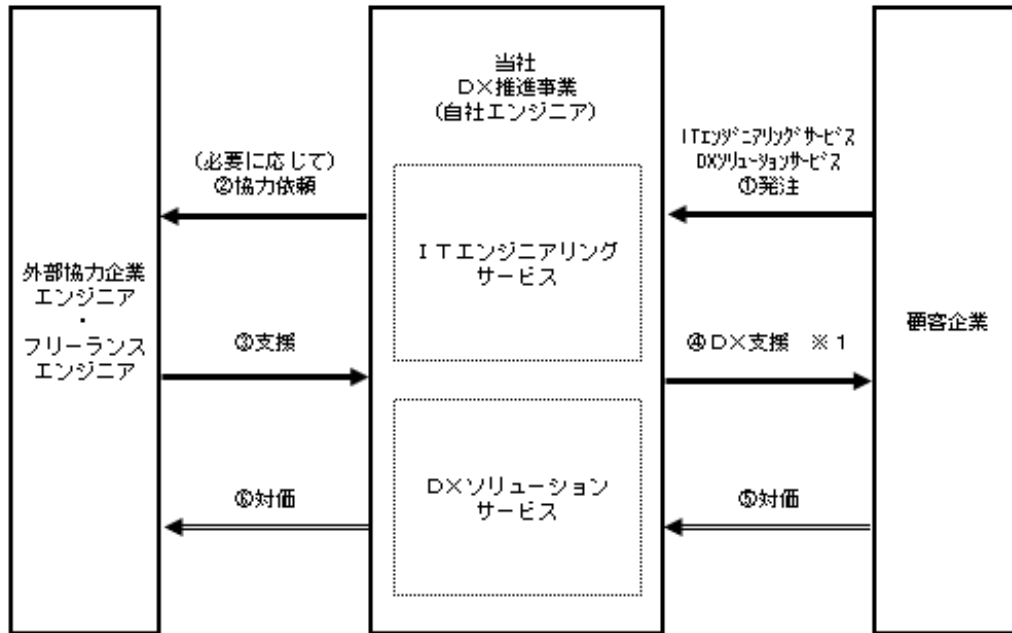 外部協力企業
エンジニア
・
フリーランス
エンジニア
(必要に応じて)
②協力依頼
③支援
⑥対価
当社
DX推進事業
(自社エンジニア)
ITエンジニアリング
サービス
DXソリューション
サービス
ITエンジニアリングサービス
DXソリューションサービス
①発注
④DX支援 ※1
⑤対価
顧客企業